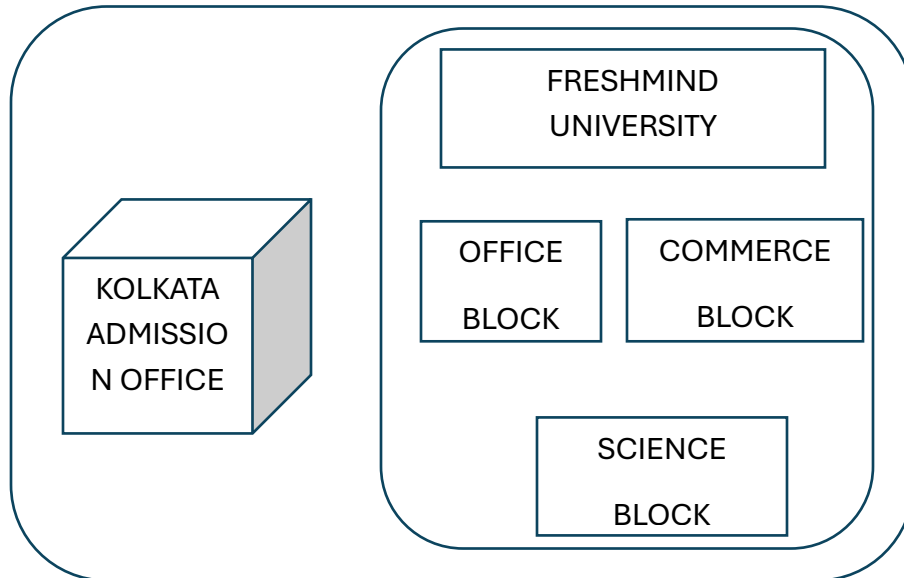 FRESHMIND
UNIVERSITY
KOLKATA
ADMISSIO
N OFFICE
OFFICE
BLOCK
COMMERCE
BLOCK
SCIENCE
BLOCK